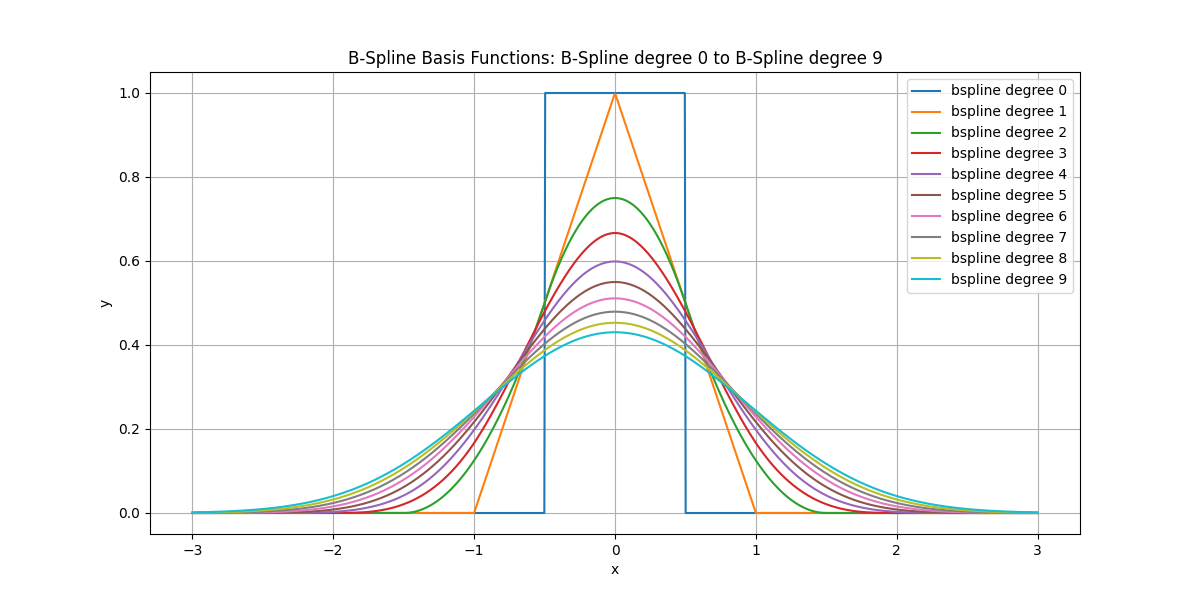 B-Spline Basis Functions: B-Spline degree 0 to B-Spline degree 9
bspline degree 0
bspline degree 1
bspline degree 2
bspline degree 3
bspline degree 4
bspline degree 5
bspline degree 6
bspline degree 7
bspline degree 8
bspline degree 9
y
1.0
0.8
0.6
0.4
0.2
0.0
−3 −2 −1 0 1 2 3
x